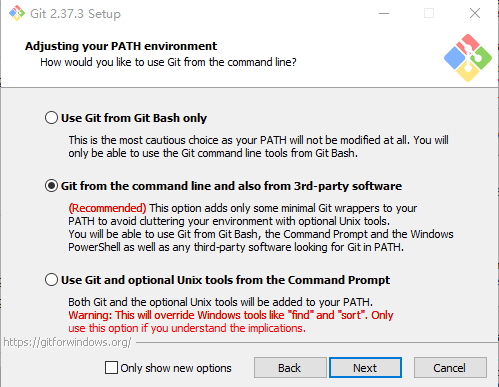 Git 2.37.3 Setup
Adjusting your PATH environment
How would you like to use Git from the command line?
Use Git from Git Bash only
This is the most cautious choice as your PATH will not be modified at all. You will
only be able to use the Git command line tools from Git Bash.
Git from the command line and also from 3rd-party software
(Recommended) This option adds only some minimal Git wrappers to your
PATH to avoid cluttering your environment with optional Unix tools.
You will be able to use Git from Git Bash, the Command Prompt and the Windows
PowerShell as well as any third-party software looking for Git in PATH.
Use Git and optional Unix tools from the Command Prompt
Both Git and the optional Unix tools will be added to your PATH.
Warning: This will override Windows tools like "find" and "sort". Only
use this option if you understand the implications.
https://gitforwindows.org/
Only show new options
Back
Next
Cancel